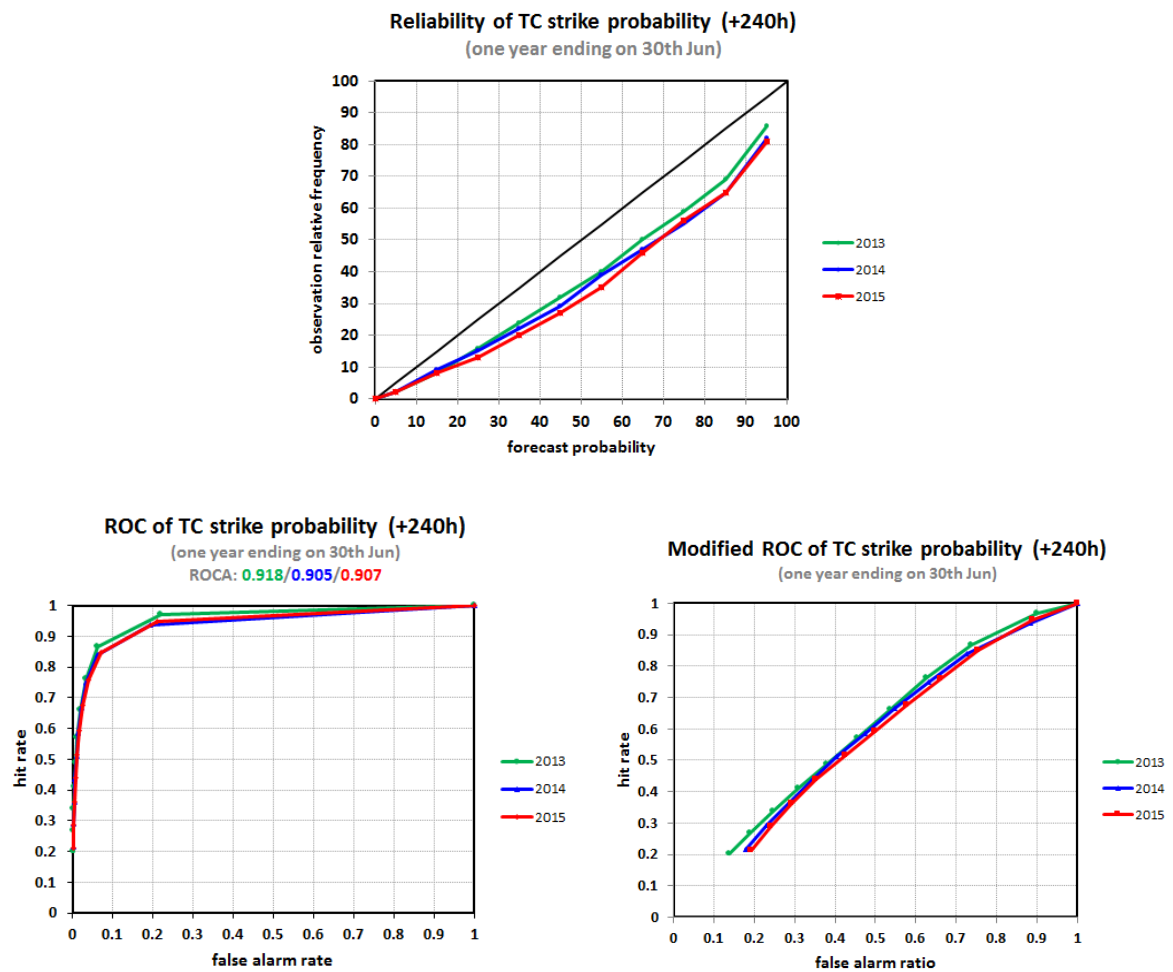 Reliability of TC strike probability (+240h)
(one year ending on 30th Jun)
100
90
80
70
60
50
40
30
20
10
0
observation relative frequency
0 10 20 30 40 50 60 70 80 90 100
forecast probability
2013
2014
2015
ROC of TC strike probability (+240h)
(one year ending on 30th Jun)
ROCA: 0.918/0.905/0.907
1
0.9
0.8
0.7
0.6
0.5
0.4
0.3
0.2
0.1
0
hit rate
0 0.1 0.2 0.3 0.4 0.5 0.6 0.7 0.8 0.9 1
false alarm rate
2013
2014
2015
Modified ROC of TC strike probability (+240h)
(one year ending on 30th Jun)
1
0.9
0.8
0.7
0.6
0.5
0.4
0.3
0.2
0.1
0
hit rate
0 0.1 0.2 0.3 0.4 0.5 0.6 0.7 0.8 0.9 1
false alarm ratio
2013
2014
2015